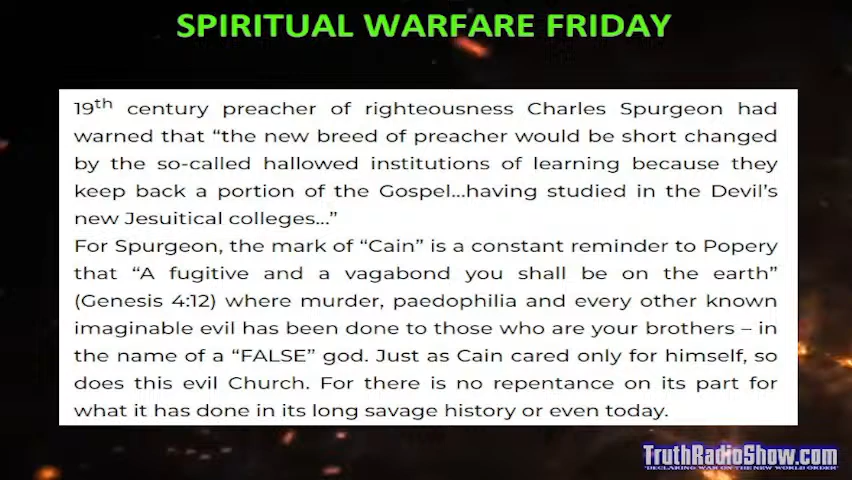 SPIRITUAL WARFARE FRIDAY
19th century preacher of righteousness Charles Spurgeon had
warned that “the new breed of preacher would be short changed
by the so-called hallowed institutions of learning because they
keep back a portion of the Gospel...having studied in the Devil’s
new Jesuitical colleges...”
For Spurgeon, the mark of “Cain” is a constant reminder to Popery
that “A fugitive and a vagabond you shall be on the earth”
(Genesis 4:12) where murder, paedophilia and every other known
imaginable evil has been done to those who are your brothers – in
the name of a “FALSE” god. Just as Cain cared only for himself, so
does this evil Church. For there is no repentance on its part for
what it has done in its long savage history or even today.
TruthRadioShow.com
"DECLARING WAR ON THE NEW WORLD ORDER"